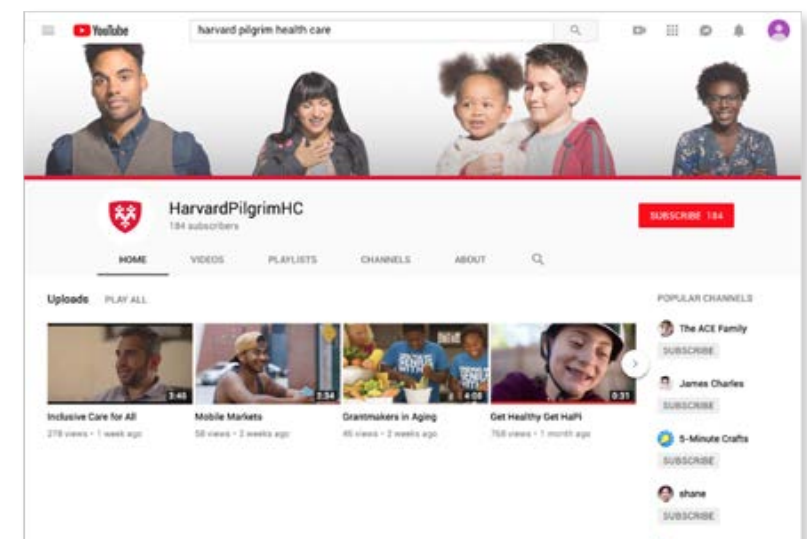 YouTube
harvard pilgrim health care
HarvardPilgrimHC
184 subscribers
SUBSCRIBE 184
HOME VIDEOS PLAYLISTS CHANNELS ABOUT
Uploads PLAY ALL
3:45
3:34
4:08
0:31
Inclusive Care for All
278 views • 1 week ago
Mobile Markets
58 views • 2 weeks ago
Grantmakers in Aging
46 views • 2 weeks ago
Get Healthy Get HaPi
768 views • 1 month ago
POPULAR CHANNELS
The ACE Family
SUBSCRIBE
James Charles
SUBSCRIBE
5-Minute Crafts
SUBSCRIBE
shane
SUBSCRIBE